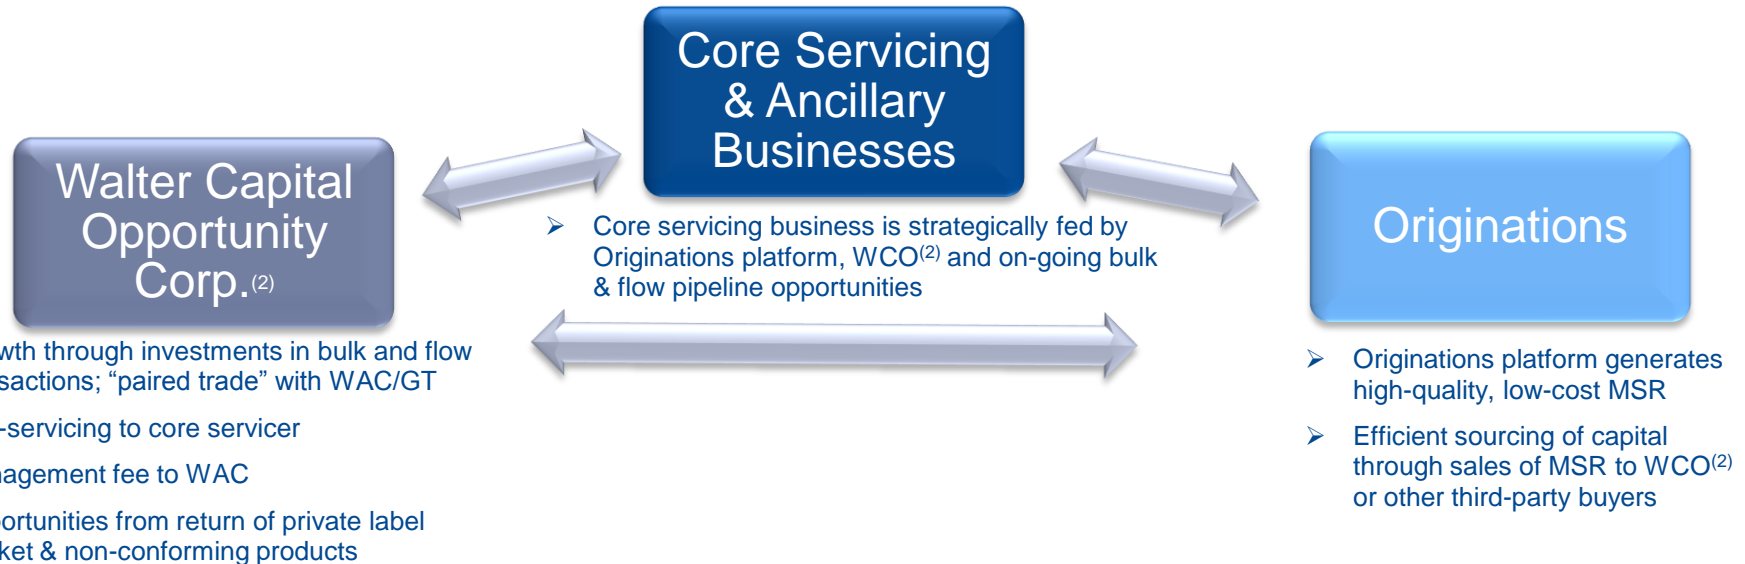 Core Servicing
& Ancillary
Businesses
Walter Capital
Opportunity
Corp.(2)
Originations
➢ Core servicing business is strategically fed by
Originations platform, WCO(2) and on-going bulk
& flow pipeline opportunities
wth through investments in bulk and flow
sactions; “paired trade” with WAC/GT
-servicing to core servicer
nagement fee to WAC
portunities from return of private label
ket & non-conforming products
➢ Originations platform generates
high-quality, low-cost MSR
➢ Efficient sourcing of capital
through sales of MSR to WCO(2)
or other third-party buyers